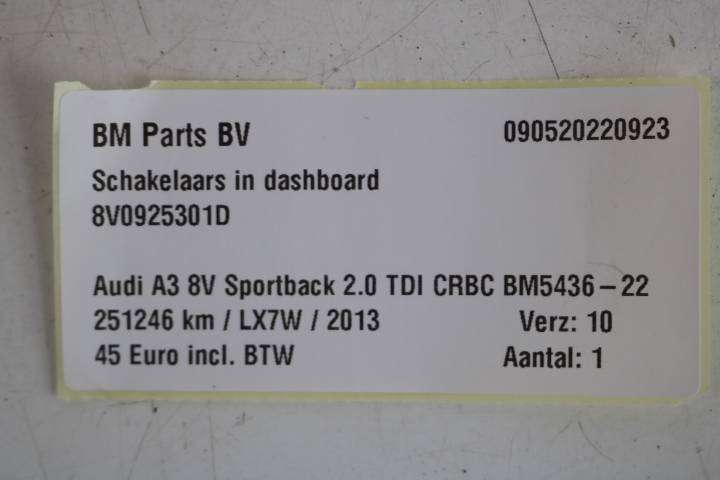 BM Parts BV 090520220923
Schakelaars in dashboard
8V0925301D
Audi A3 8V Sportback 2.0 TDI CRBC BM5436-22
251246 km / LX7W / 2013 Verz: 10
45 Euro incl. BTW Aantal: 1